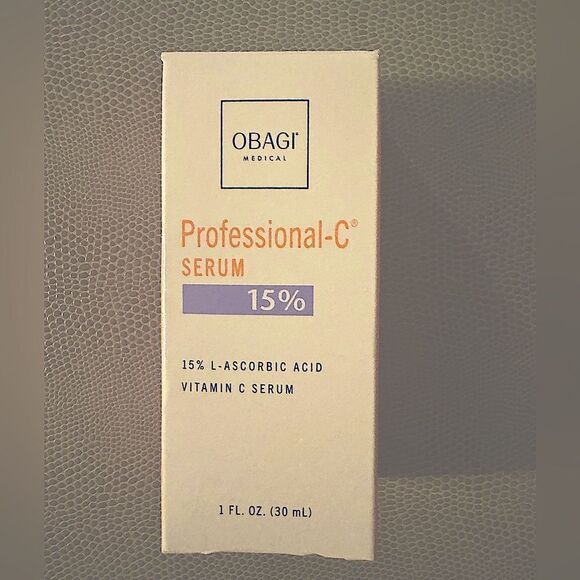 OBAGI®
MEDICAL
Professional-C®
SERUM
15%
15% L-ASCORBIC ACID
VITAMIN C SERUM
1 FL. OZ. (30 mL)